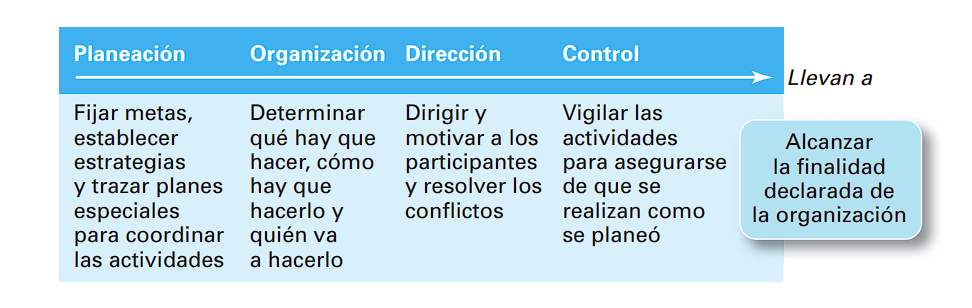 Planeación
Organización
Dirección
Control
Llevan a
Fijar metas,
establecer
estrategias
y trazar planes
especiales
para coordinar
las actividades
Determinar
qué hay que
hacer, cómo
hay que
hacerlo y
quién va
a hacerlo
Dirigir y
motivar a los
participantes
y resolver los
conflictos
Vigilar las
actividades
para asegurarse
de que se
realizan como
se planeó
Alcanzar
la finalidad
declarada de
la organización